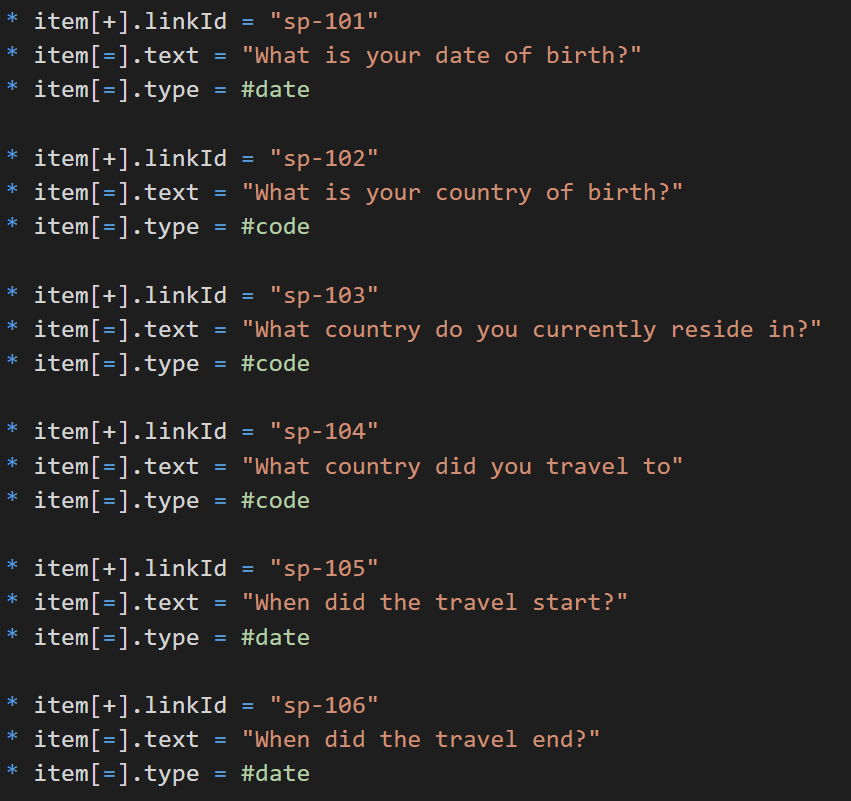 * item[+].linkId = "sp-101"
* item[=].text = "What is your date of birth?"
* item[=].type = #date
* item[+].linkId = "sp-102"
* item[=].text = "What is your country of birth?"
* item[=].type = #code
* item[+].linkId = "sp-103"
* item[=].text = "What country do you currently reside in?"
* item[=].type = #code
* item[+].linkId = "sp-104"
* item[=].text = "What country did you travel to"
* item[=].type = #code
* item[+].linkId = "sp-105"
* item[=].text = "When did the travel start?"
* item[=].type = #date
* item[+].linkId = "sp-106"
* item[=].text = "When did the travel end?"
* item[=].type = #date